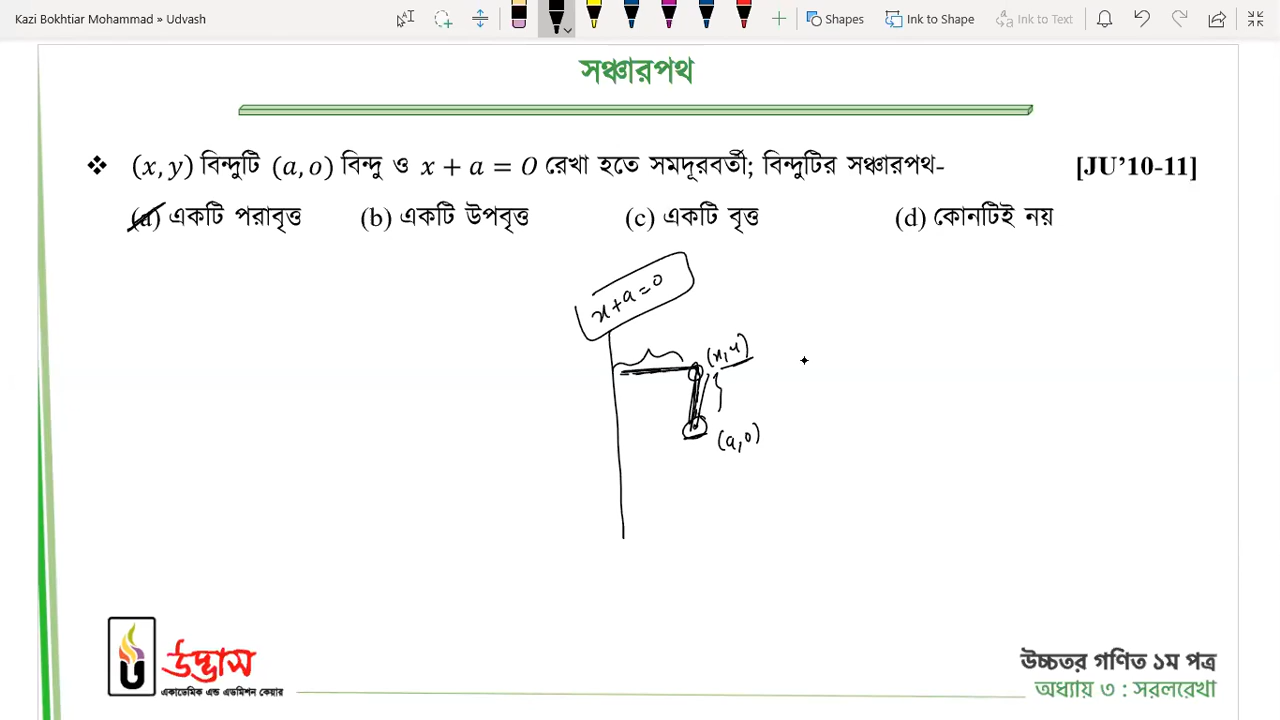 Kazi Bokhtiar Mohammad » Udvash
Shapes
Ink to Shape
Ink to Text
সঞ্চারপথ
❖ (x, y) বিন্দুটি (a, o) বিন্দু ও x + a = 0 রেখা হতে সমদূরবর্তী; বিন্দুটির সঞ্চারপথ- [JU’10-11]
(a) একটি পরাবৃত্ত (b) একটি উপবৃত্ত (c) একটি বৃত্ত (d) কোনটিই নয়
x+a=0
(x,y)
(a,0)
উদ্ভাস
একাডেমিক এন্ড এডমিশন কেয়ার
উচ্চতর গণিত ১ম পত্র
অধ্যায় ৩ : সরলরেখা